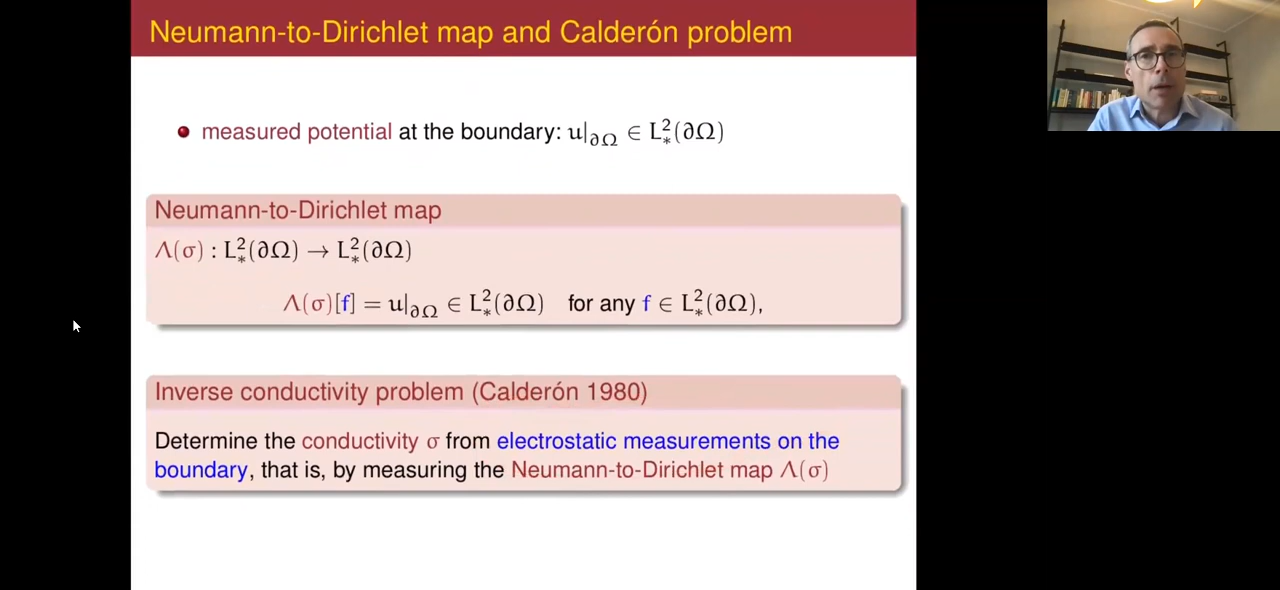 Neumann-to-Dirichlet map and Calderón problem
measured potential at the boundary: u|∂Ω ∈ L²∗(∂Ω)
Neumann-to-Dirichlet map
Λ(σ) : L²∗(∂Ω) → L²∗(∂Ω)
Λ(σ)[f] = u|∂Ω ∈ L²∗(∂Ω) for any f ∈ L²∗(∂Ω),
Inverse conductivity problem (Calderón 1980)
Determine the conductivity σ from electrostatic measurements on the
boundary, that is, by measuring the Neumann-to-Dirichlet map Λ(σ)